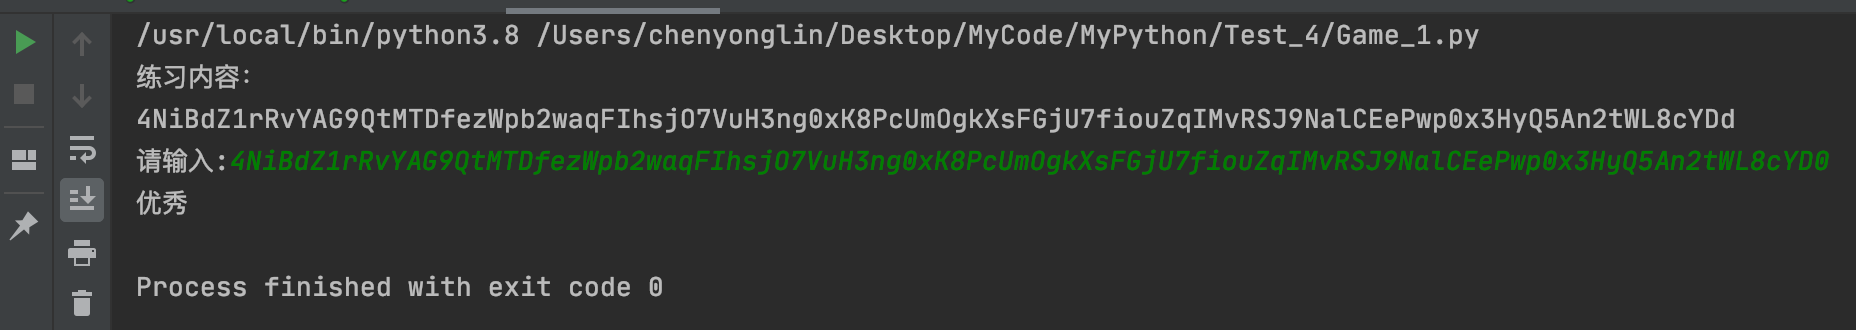 /usr/local/bin/python3.8 /Users/chenyonglin/Desktop/MyCode/MyPython/Test_4/Game_1.py
练习内容：
4NiBdZ1rRvYAG9QtMTDfezWpb2waqFIhsjO7VuH3ng0xK8PcUmOgkXsFGjU7fiouZqIMvRSJ9NalCEePwp0x3HyQ5An2tWL8cYDd
请输入:4NiBdZ1rRvYAG9QtMTDfezWpb2waqFIhsjO7VuH3ng0xK8PcUmOgkXsFGjU7fiouZqIMvRSJ9NalCEePwp0x3HyQ5An2tWL8cYD0
优秀
Process finished with exit code 0